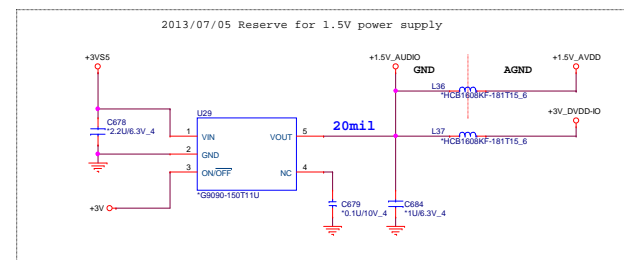 2013/07/05 Reserve for 1.5V power supply
+3VS5
+1.5V_AUDIO
+1.5V_AVDD
GND
AGND
L36
*HCB1608KF-181T15_6
+3V_DVDD-IO
U29
C678
*2.2U/6.3V_4
1
VIN
VOUT
5
20mil
L37
*HCB1608KF-181T15_6
2
GND
3
ON/OFF
NC
4
*G9090-150T11U
C679
*0.1U/10V_4
C684
*1U/6.3V_4
+3V